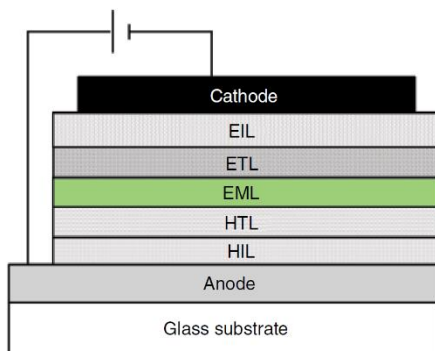 Cathode
EIL
ETL
EML
HTL
HIL
Anode
Glass substrate